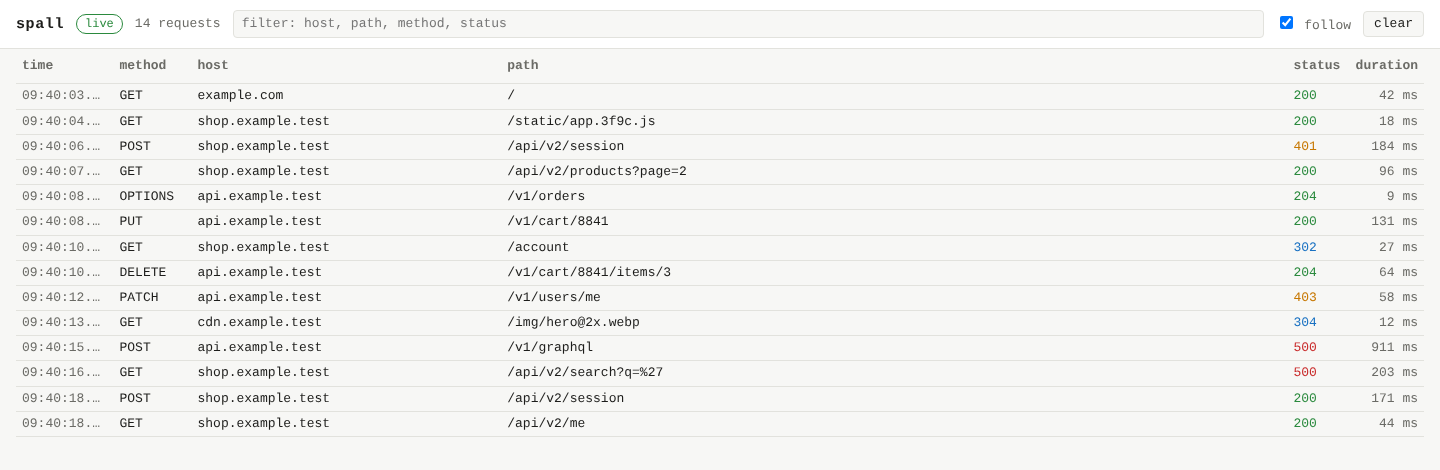 spall live 14 requests filter: host, path, method, status follow clear
time method host path status duration
09:40:03.… GET example.com / 200 42 ms
09:40:04.… GET shop.example.test /static/app.3f9c.js 200 18 ms
09:40:06.… POST shop.example.test /api/v2/session 401 184 ms
09:40:07.… GET shop.example.test /api/v2/products?page=2 200 96 ms
09:40:08.… OPTIONS api.example.test /v1/orders 204 9 ms
09:40:08.… PUT api.example.test /v1/cart/8841 200 131 ms
09:40:10.… GET shop.example.test /account 302 27 ms
09:40:10.… DELETE api.example.test /v1/cart/8841/items/3 204 64 ms
09:40:12.… PATCH api.example.test /v1/users/me 403 58 ms
09:40:13.… GET cdn.example.test /img/hero@2x.webp 304 12 ms
09:40:15.… POST api.example.test /v1/graphql 500 911 ms
09:40:16.… GET shop.example.test /api/v2/search?q=%27 500 203 ms
09:40:18.… POST shop.example.test /api/v2/session 200 171 ms
09:40:18.… GET shop.example.test /api/v2/me 200 44 ms